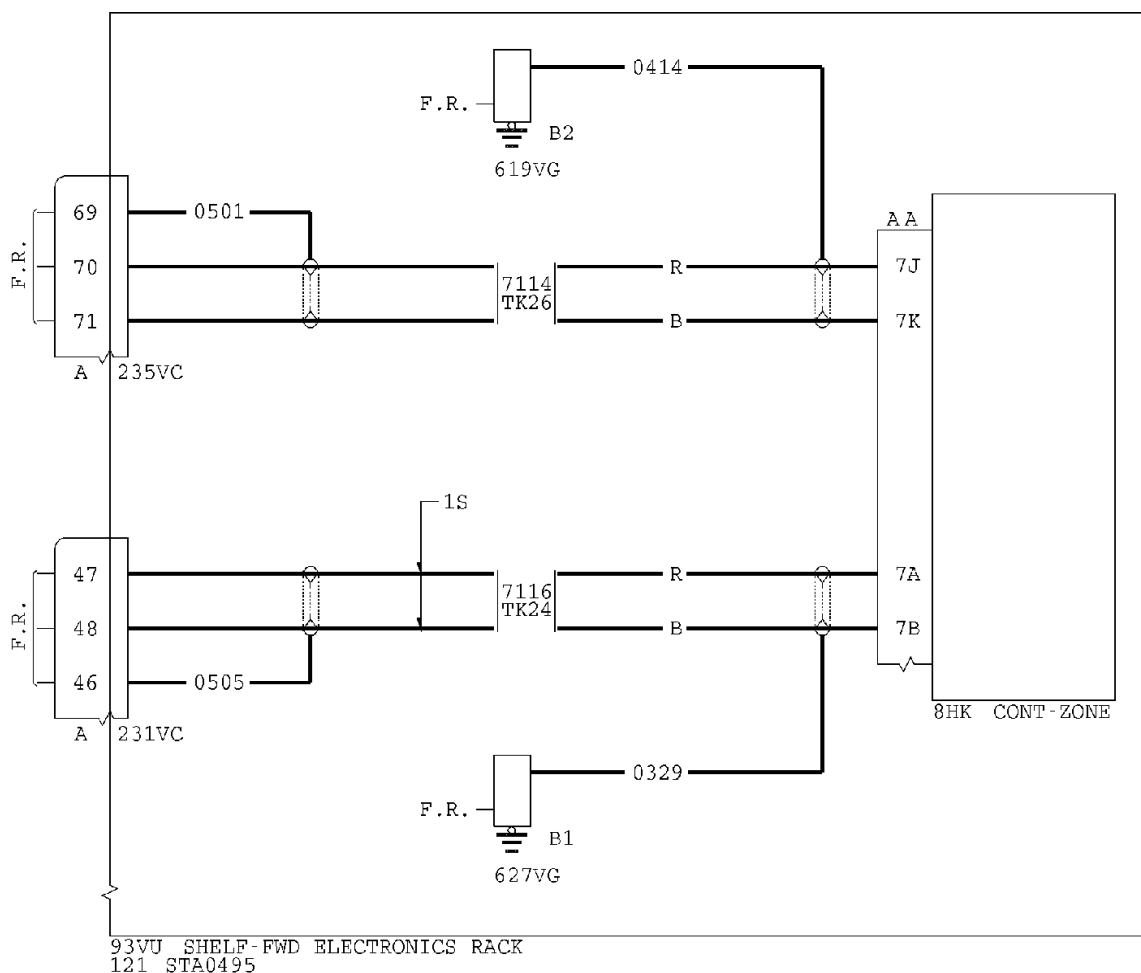 0414
F.R.
B2
619VG
69
0501
AA
F.R.
70
7114
R
7J
TK26
71
B
7K
A 235VC
1S
47
R
7A
7116
F.R.
TK24
48
B
7B
46
0505
8HK CONT-ZONE
A 231VC
0329
F.R.
B1
627VG
93VU SHELF-FWD ELECTRONICS RACK
121 STA0495